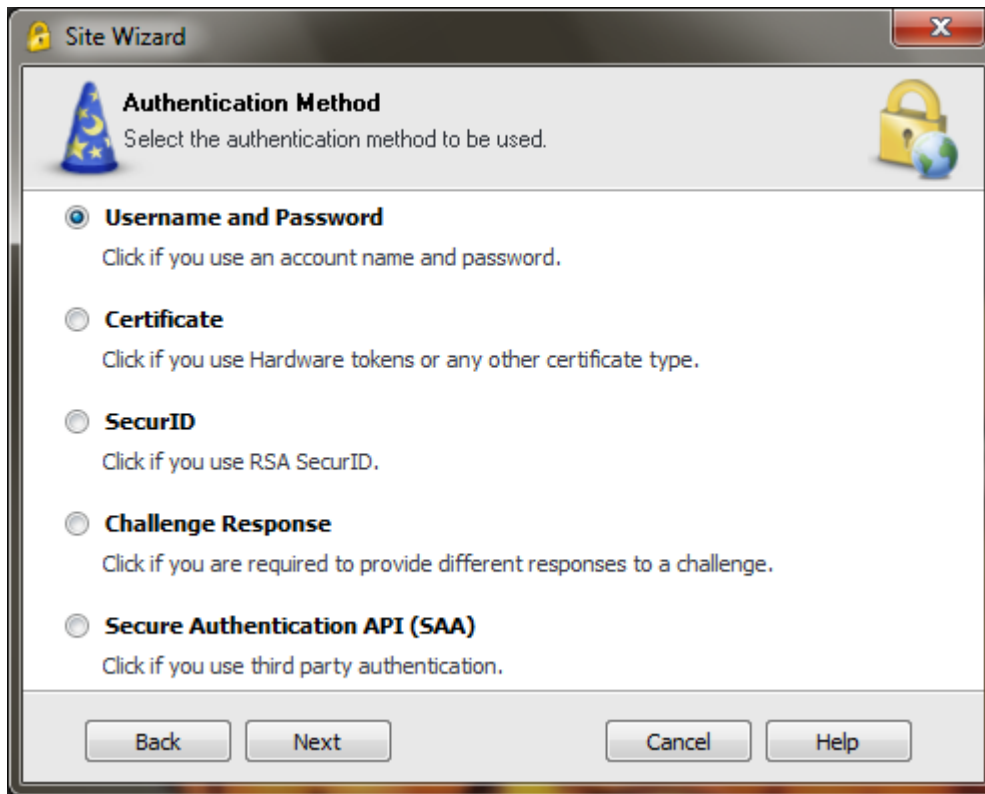 Site Wizard
Authentication Method
Select the authentication method to be used.
Username and Password
Click if you use an account name and password.
Certificate
Click if you use Hardware tokens or any other certificate type.
SecurID
Click if you use RSA SecurID.
Challenge Response
Click if you are required to provide different responses to a challenge.
Secure Authentication API (SAA)
Click if you use third party authentication.
Back Next Cancel Help